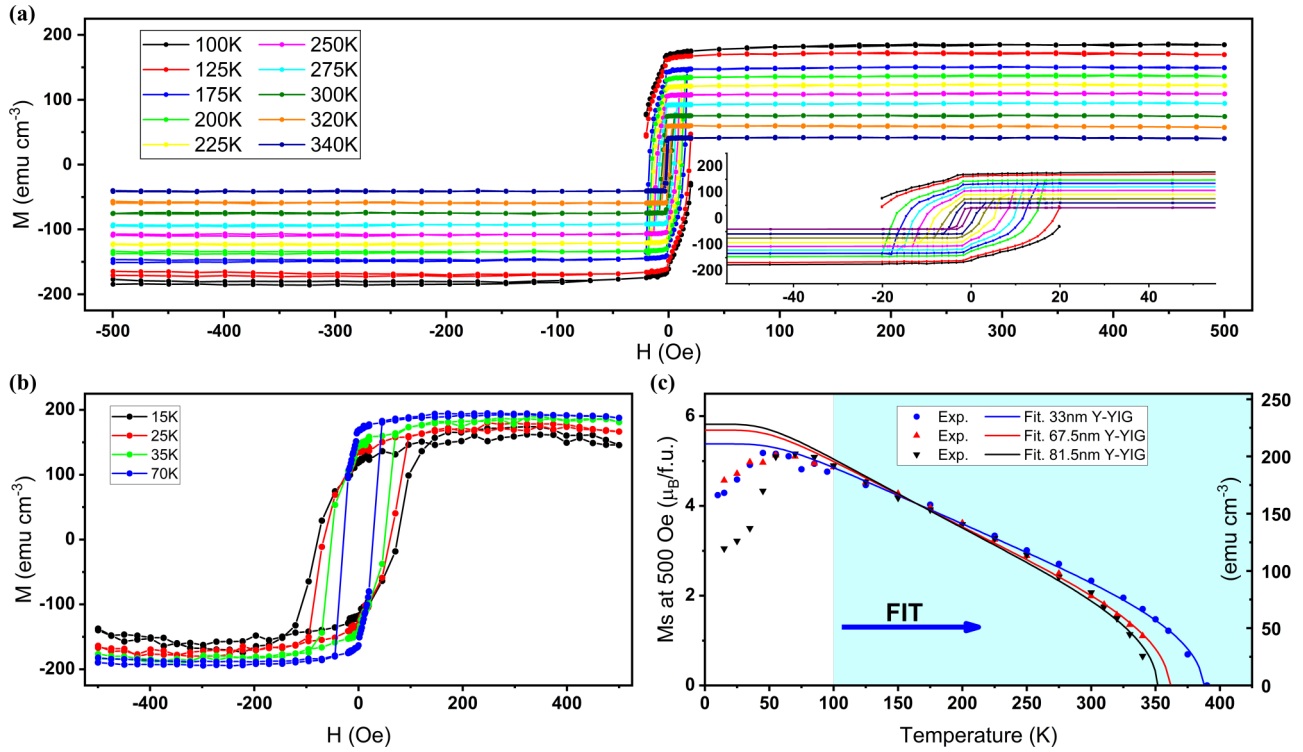 (a)
200
100
0
-100
-200
M (emu cm⁻³)
100K 250K
125K 275K
175K 300K
200K 320K
225K 340K
200
100
0
-100
-200
-40 -20 0 20 40
-500 -400 -300 -200 -100 0 100 200 300 400 500
H (Oe)
(b)
200
100
0
-100
-200
M (emu cm⁻³)
15K
25K
35K
70K
-400 -200 0 200 400
H (Oe)
(c)
6
4
2
0
Ms at 500 Oe (μB/f.u.)
Exp. Fit. 33nm Y-YIG
Exp. Fit. 67.5nm Y-YIG
Exp. Fit. 81.5nm Y-YIG
FIT
250
200
150
100
50
0
(emu cm⁻³)
0 50 100 150 200 250 300 350 400
Temperature (K)